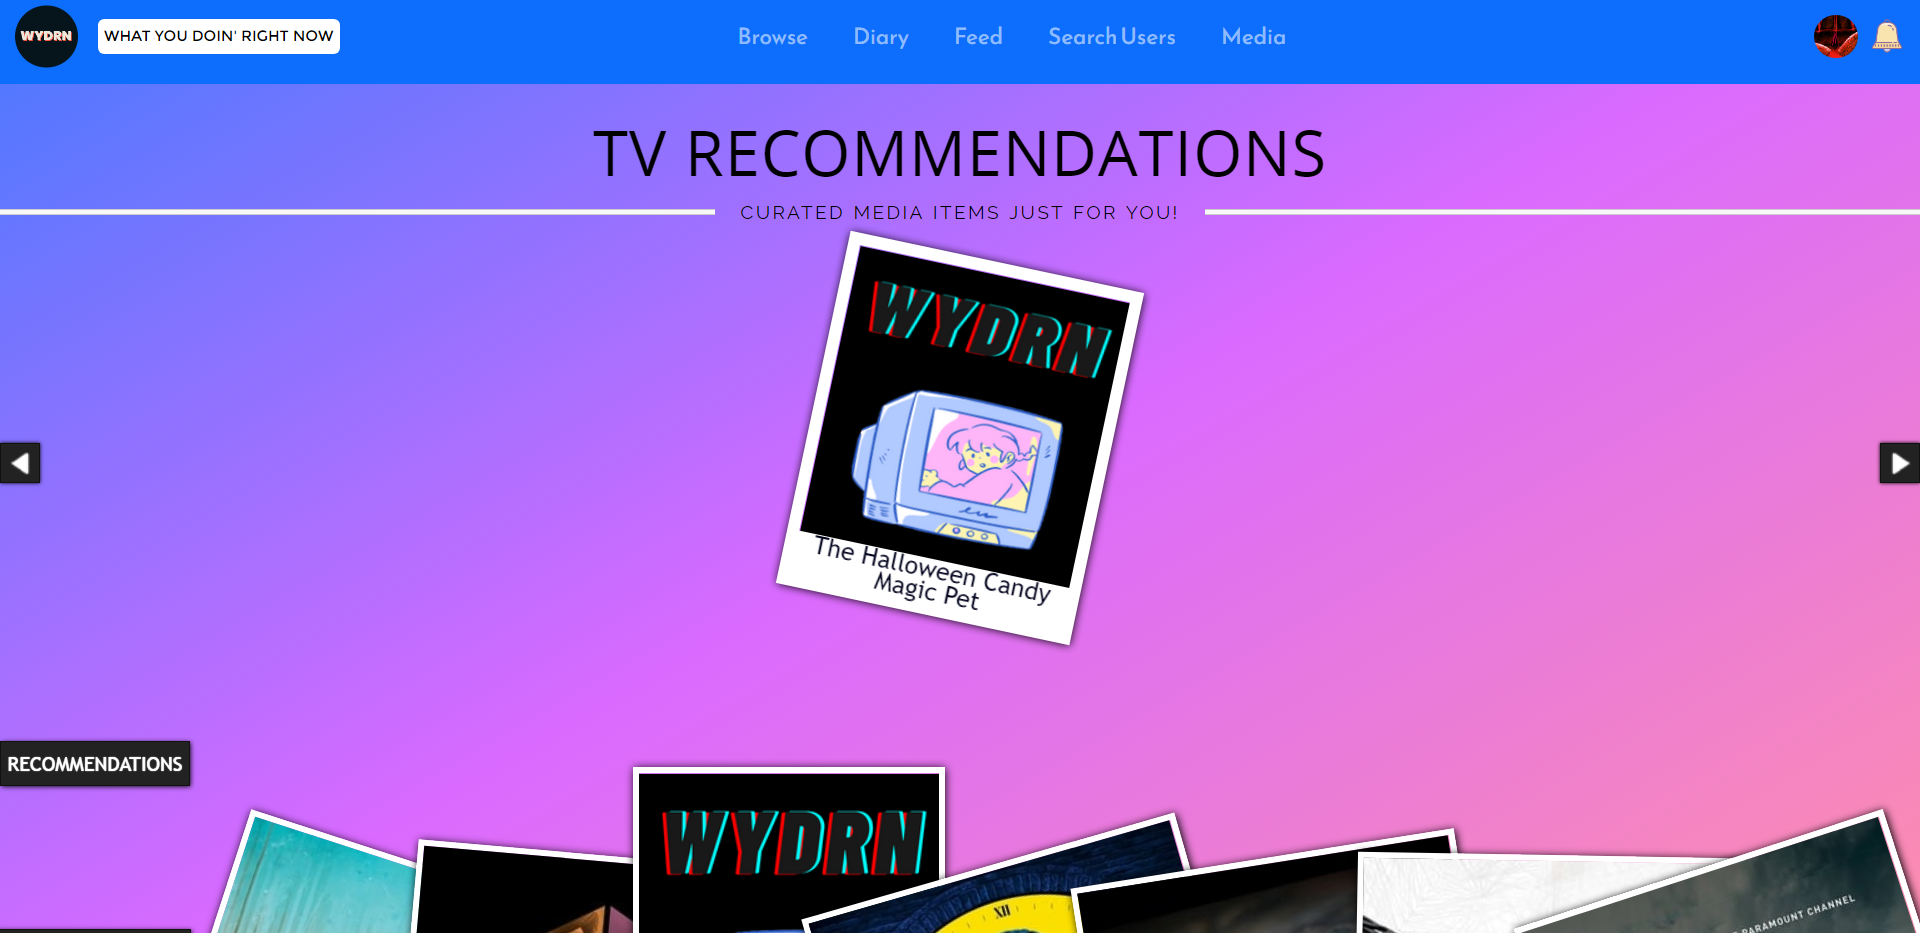 WYDRN
WHAT YOU DOIN' RIGHT NOW
Browse
Diary
Feed
Search Users
Media
TV RECOMMENDATIONS
CURATED MEDIA ITEMS JUST FOR YOU!
WYDRN
The Halloween Candy
Magic Pet
RECOMMENDATIONS
WYDRN
XII
PARAMOUNT CHANNEL